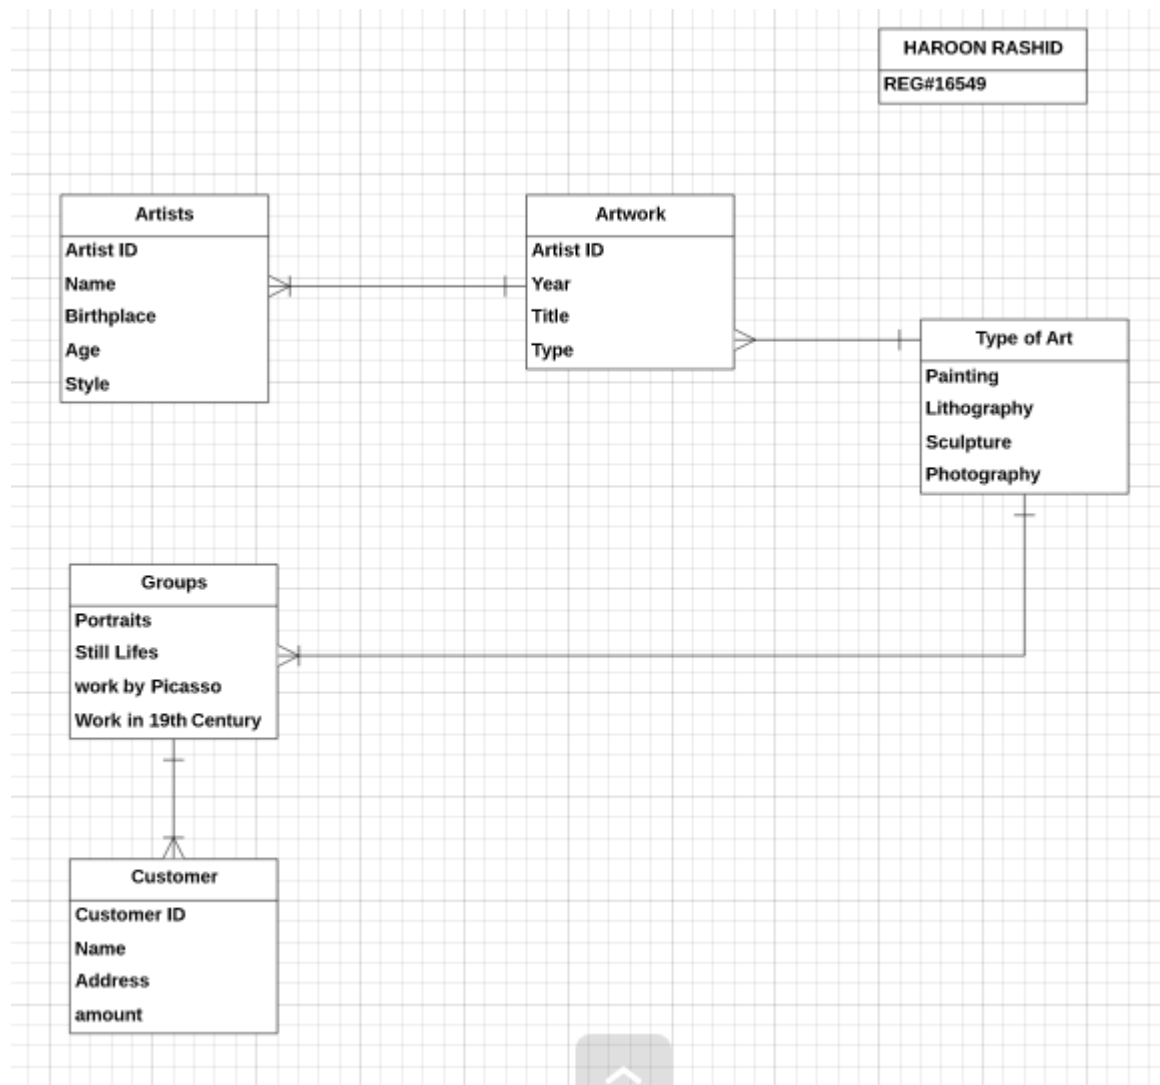 HAROON RASHID
REG#16549
Artists
Artist ID
Name
Birthplace
Age
Style
Artwork
Artist ID
Year
Title
Type
Type of Art
Painting
Lithography
Sculpture
Photography
Groups
Portraits
Still Lifes
work by Picasso
Work in 19th Century
Customer
Customer ID
Name
Address
amount